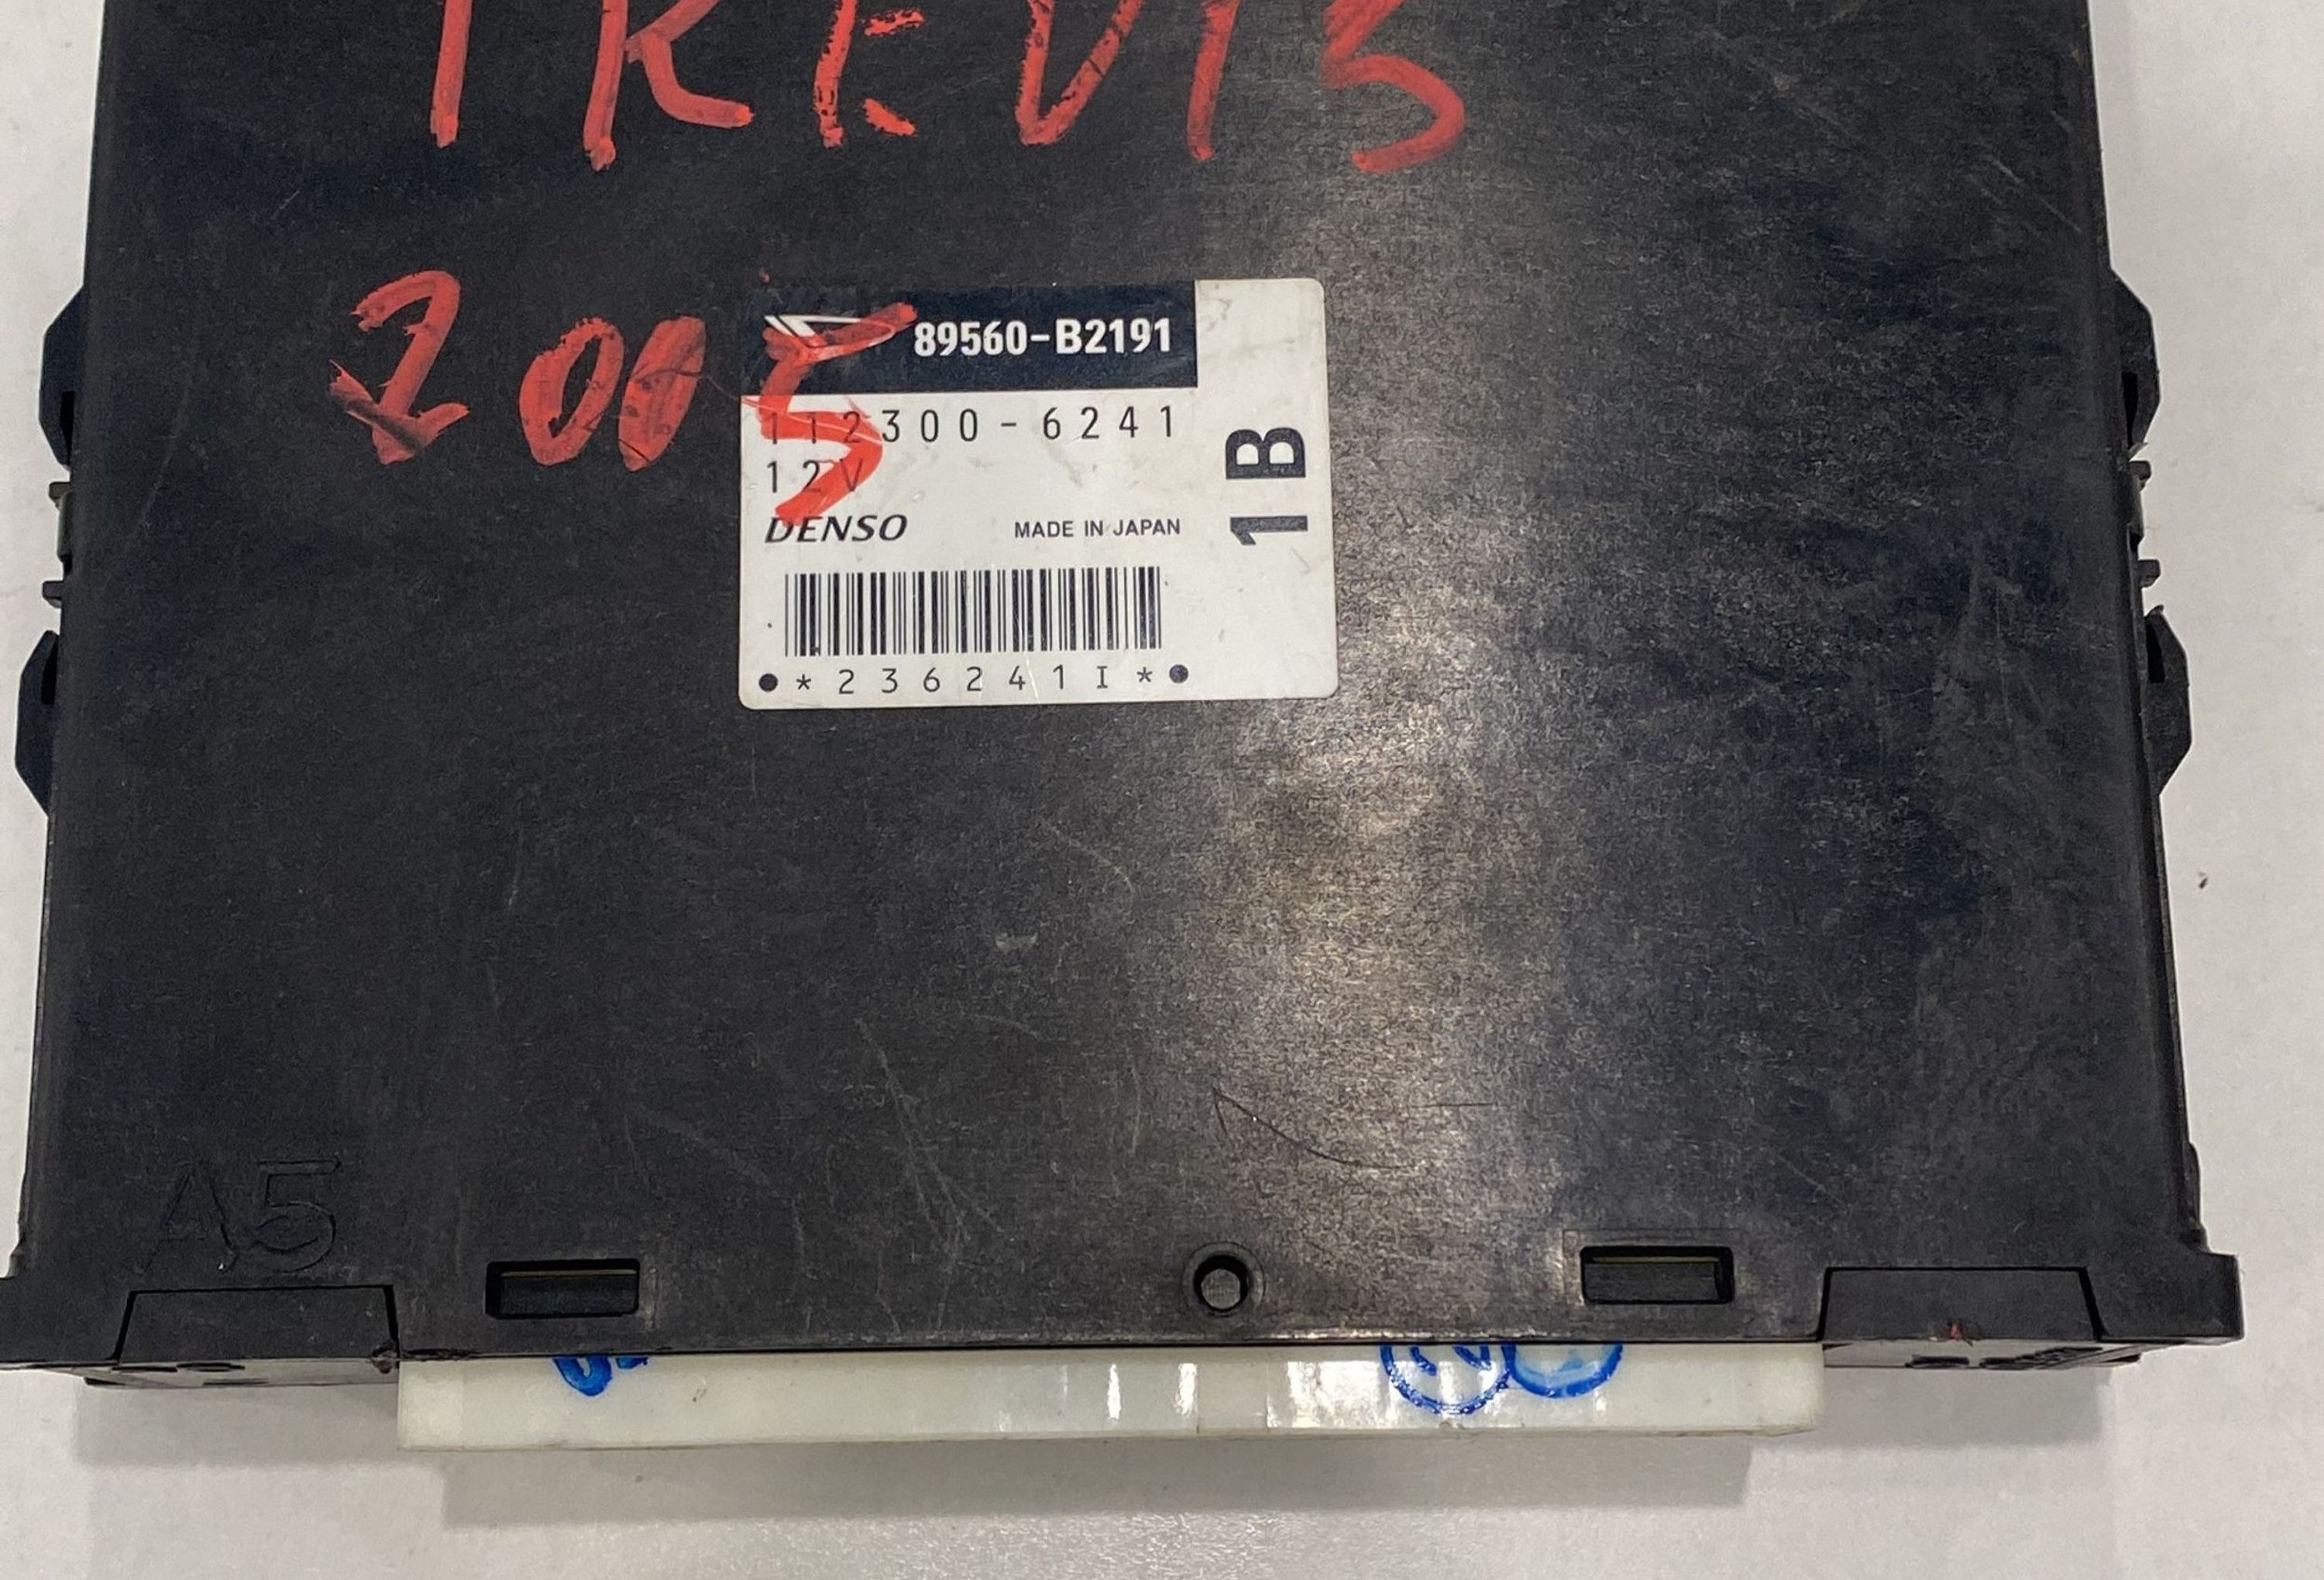 TREVIS
2005
89560-B2191
112300-6241
12V
DENSO MADE IN JAPAN
1B
*236241I*
A5